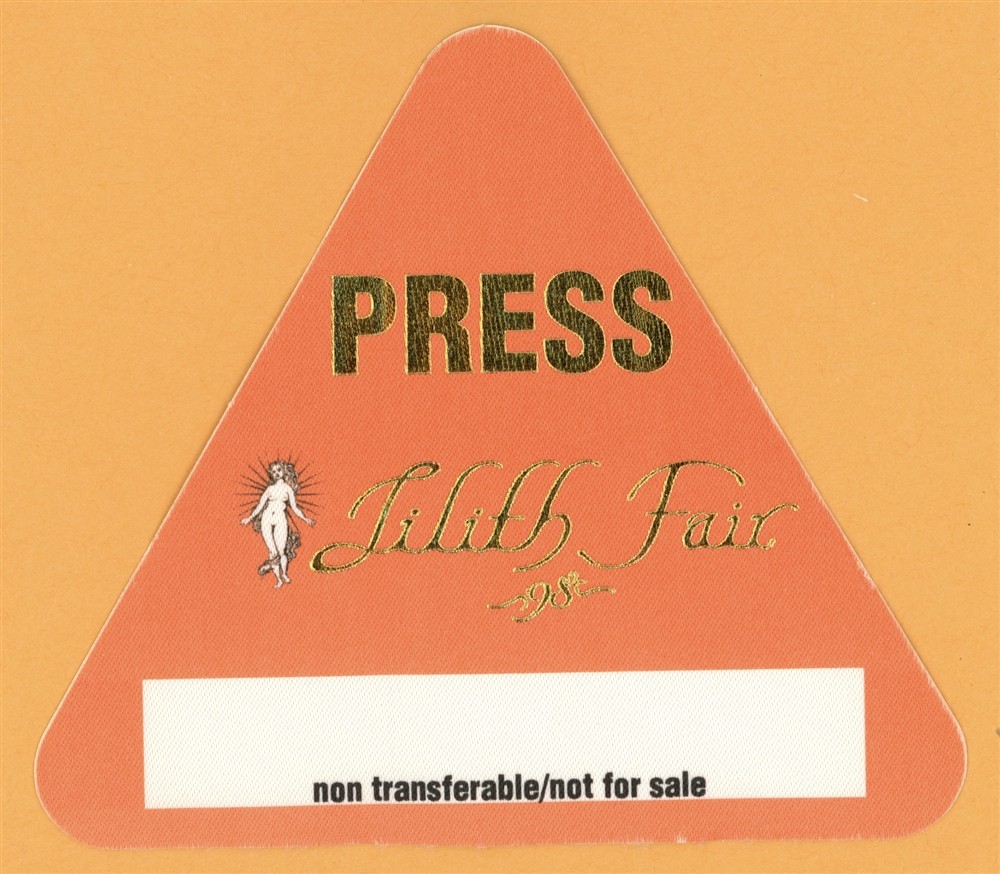 PRESS
Lilith Fair
98
non transferable/not for sale